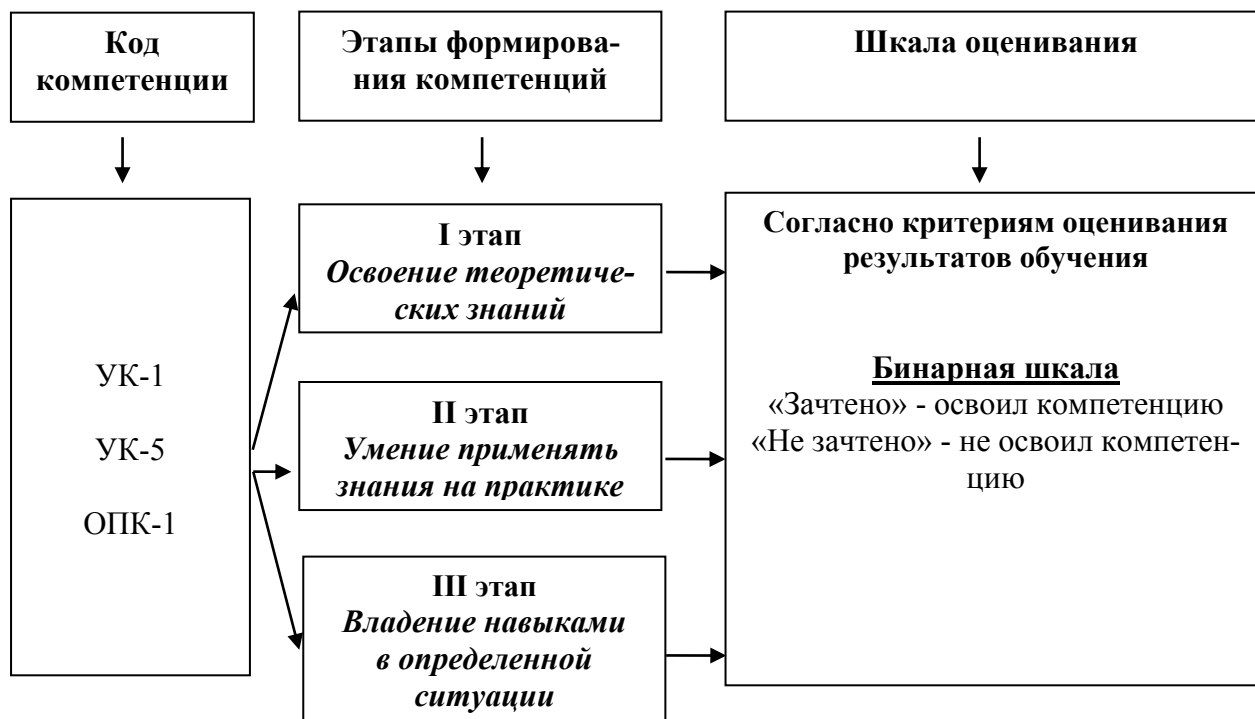 Код
компетенции
Этапы формирова-
ния компетенций
Шкала оценивания
УК-1
УК-5
ОПК-1
I этап
Освоение теоретиче-
ских знаний
II этап
Умение применять
знания на практике
III этап
Владение навыками
в определенной
ситуации
Согласно критериям оценивания
результатов обучения
Бинарная шкала
«Зачтено» - освоил компетенцию
«Не зачтено» - не освоил компетен-
цию